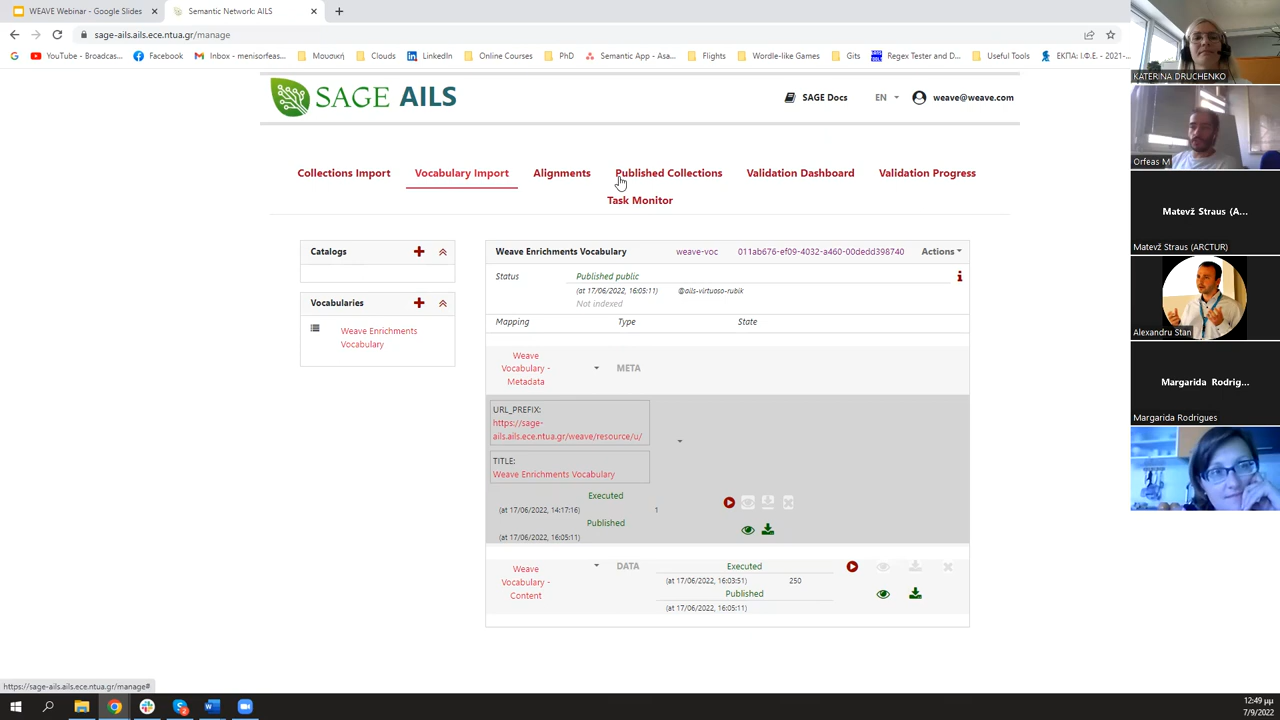 WEAVE Webinar - Google Slides
Semantic Network: AILS
sage-ails.ails.ece.ntua.gr/manage
YouTube - Broadcas...
Facebook
Inbox - menisorfeas...
Μουσική
Clouds
LinkedIn
Online Courses
PhD
Semantic App - Asa...
Flights
Wordle-like Games
Gits
Regex Tester and D...
Useful Tools
ΕΚΠΑ: Ι.Φ.Ε. - 2021-...
SAGE AILS
SAGE Docs
EN
weave@weave.com
Collections Import
Vocabulary Import
Alignments
Published Collections
Validation Dashboard
Validation Progress
Task Monitor
Catalogs
Vocabularies
Weave Enrichments
Vocabulary
Weave Enrichments Vocabulary
weave-voc
011ab676-ef09-4032-a460-00dedd398740
Actions
Status
Published public
(at 17/06/2022, 16:05:11)
@ails-virtuoso-rubik
Not indexed
Mapping
Type
State
Weave
Vocabulary -
Metadata
META
URL_PREFIX:
https://sage-
ails.ails.ece.ntua.gr/weave/resource/u/
TITLE:
Weave Enrichments Vocabulary
Executed
(at 17/06/2022, 14:17:16)
1
Published
(at 17/06/2022, 16:05:11)
Weave
Vocabulary -
Content
DATA
Executed
(at 17/06/2022, 16:03:51)
250
Published
(at 17/06/2022, 16:05:11)
https://sage-ails.ails.ece.ntua.gr/manage#
KATERINA DRUCHENKO
Orfeas M
Matevž Straus (A...
Matevž Straus (ARCTUR)
Alexandru Stan
Margarida Rodrig...
Margarida Rodrigues
12:49 μμ
7/9/2022